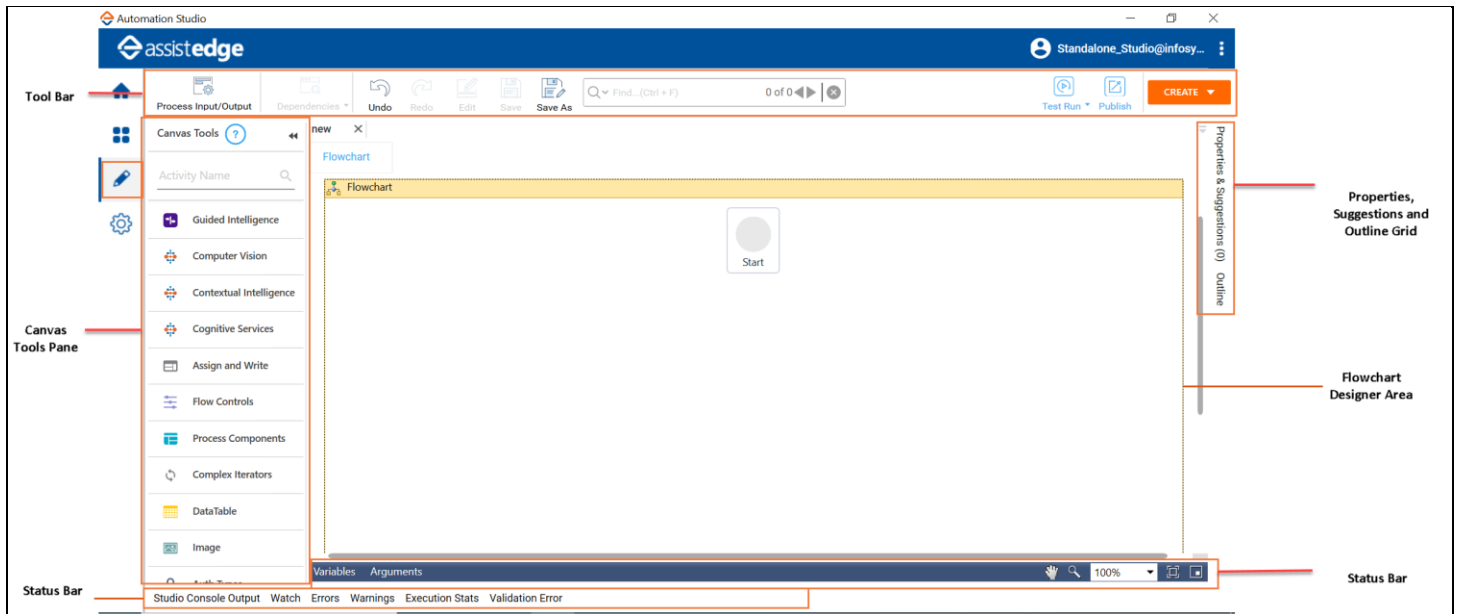 Automation Studio
assistedge
Standalone_Studio@infosy...
Tool Bar
Process Input/Output
Dependencies
Undo
Redo
Edit
Save
Save As
Find...(Ctrl + F)
0 of 0
Test Run
Publish
CREATE
Canvas Tools ?
new
Flowchart
Activity Name
Flowchart
Start
Guided Intelligence
Computer Vision
Contextual Intelligence
Cognitive Services
Assign and Write
Flow Controls
Process Components
Complex Iterators
DataTable
Image
Canvas
Tools Pane
Properties & Suggestions (0)
Outline
Properties,
Suggestions and
Outline Grid
Flowchart
Designer Area
Variables Arguments
100%
Status Bar
Status Bar
Studio Console Output Watch Errors Warnings Execution Stats Validation Error